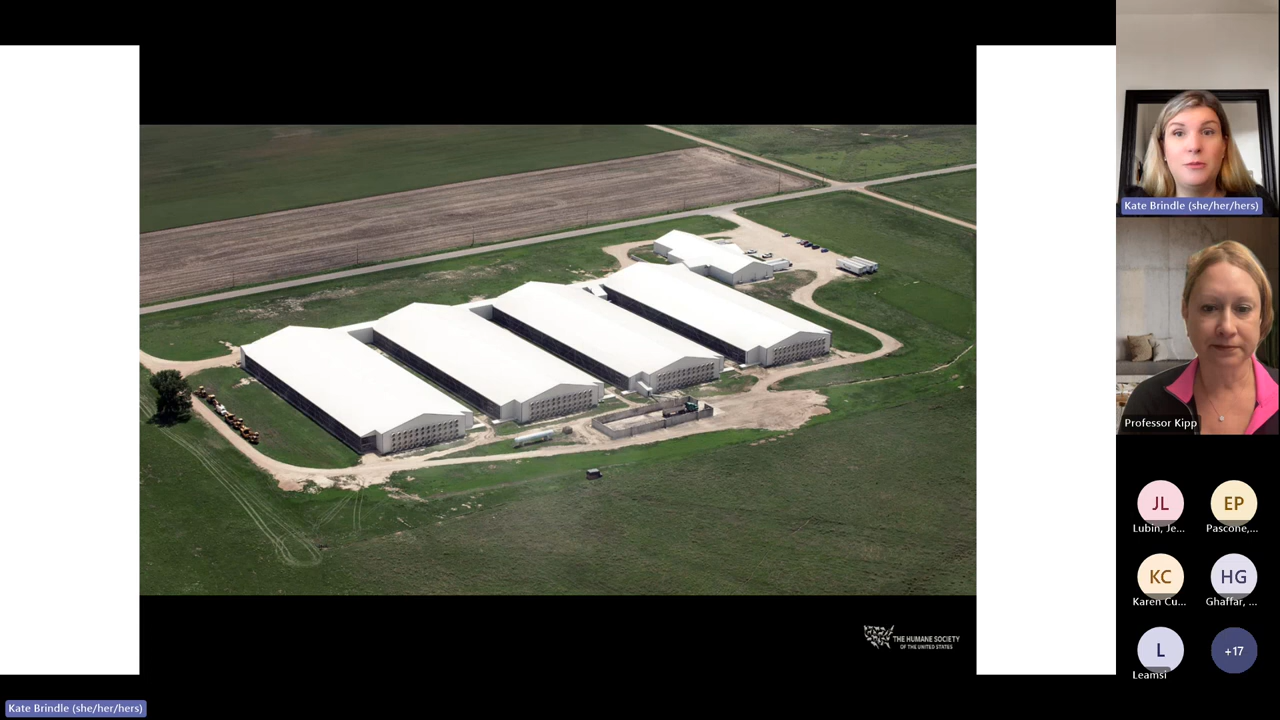 Kate Brindle (she/her/hers)
Professor Kipp
JL
EP
Lubin, Je...
Pascone,...
KC
HG
Karen Cu...
Ghaffar, ...
L
+17
Leamsi
THE HUMANE SOCIETY
OF THE UNITED STATES
Kate Brindle (she/her/hers)